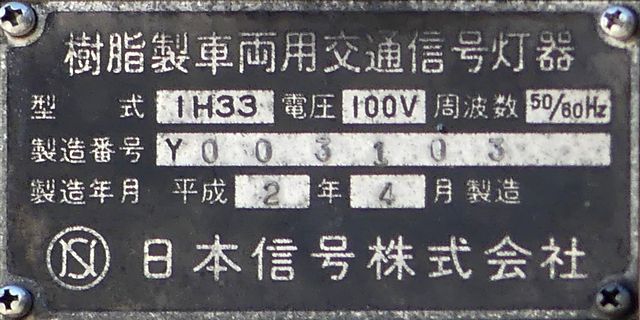 樹脂製車両用交通信号灯器
型式 1H33 電圧 100V 周波数 50/60Hz
製造番号 Y003103
製造年月 平成 2 年 4 月 製造
NS 日本信号株式会社